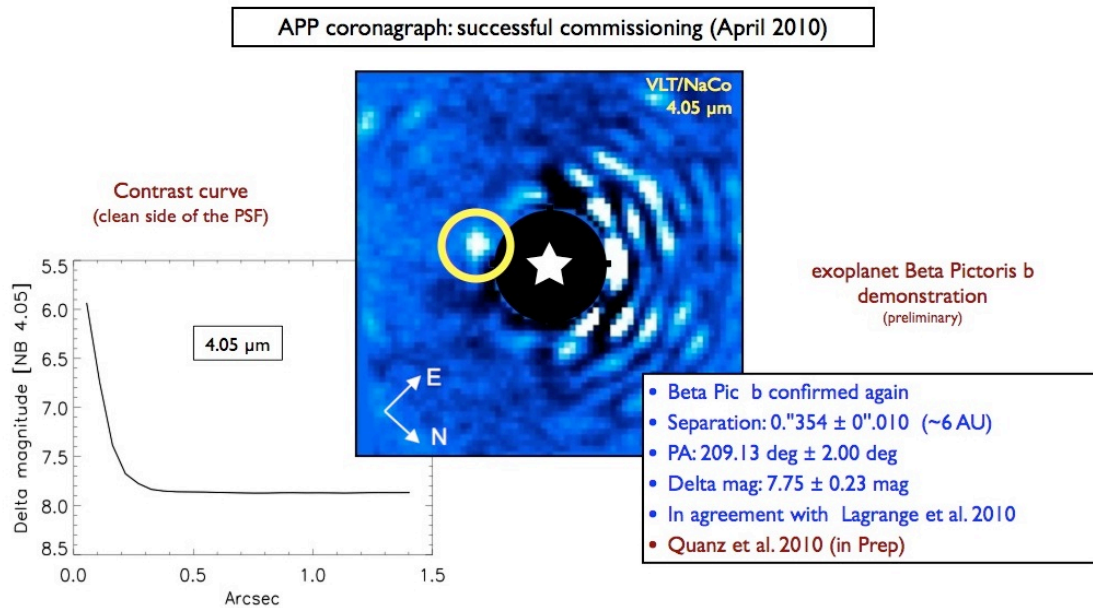 APP coronagraph: successful commissioning (April 2010)
VLT/NaCo
4.05 µm
E
N
Contrast curve
(clean side of the PSF)
5.5
6.0
6.5
7.0
7.5
8.0
8.5
Delta magnitude [NB 4.05]
4.05 µm
0.0
0.5
1.0
1.5
Arcsec
exoplanet Beta Pictoris b
demonstration
(preliminary)
• Beta Pic b confirmed again
• Separation: 0."354 ± 0".010 (~6 AU)
• PA: 209.13 deg ± 2.00 deg
• Delta mag: 7.75 ± 0.23 mag
• In agreement with Lagrange et al. 2010
• Quanz et al. 2010 (in Prep)